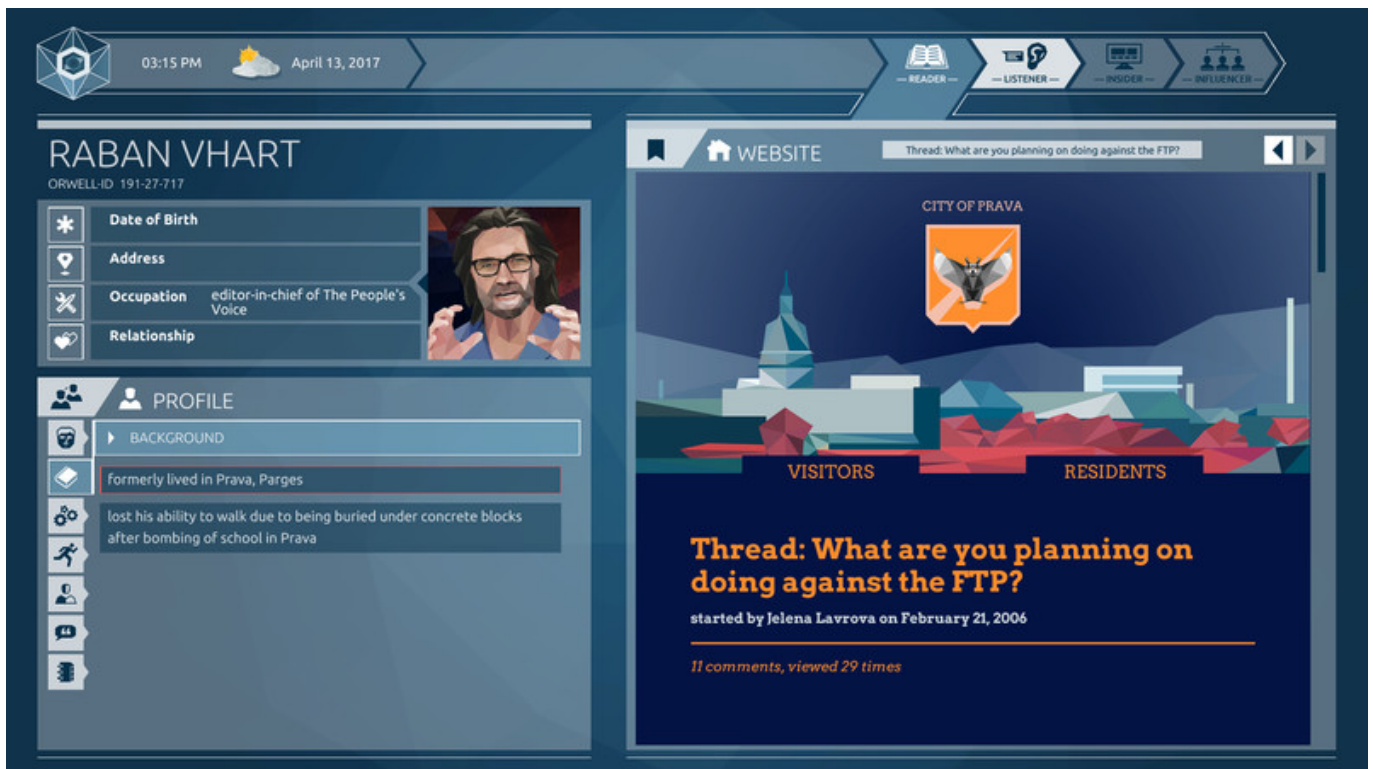 03:15 PM
April 13, 2017
READER
LISTENER
INSIDER
INFLUENCER
RABAN VHART
ORWELL-ID 191-27-717
Date of Birth
Address
Occupation editor-in-chief of The People's
Voice
Relationship
PROFILE
BACKGROUND
formerly lived in Prava, Parges
lost his ability to walk due to being buried under concrete blocks
after bombing of school in Prava
WEBSITE
Thread: What are you planning on doing against the FTP?
CITY OF PRAVA
VISITORS
RESIDENTS
Thread: What are you planning on
doing against the FTP?
started by Jelena Lavrova on February 21, 2006
11 comments, viewed 29 times